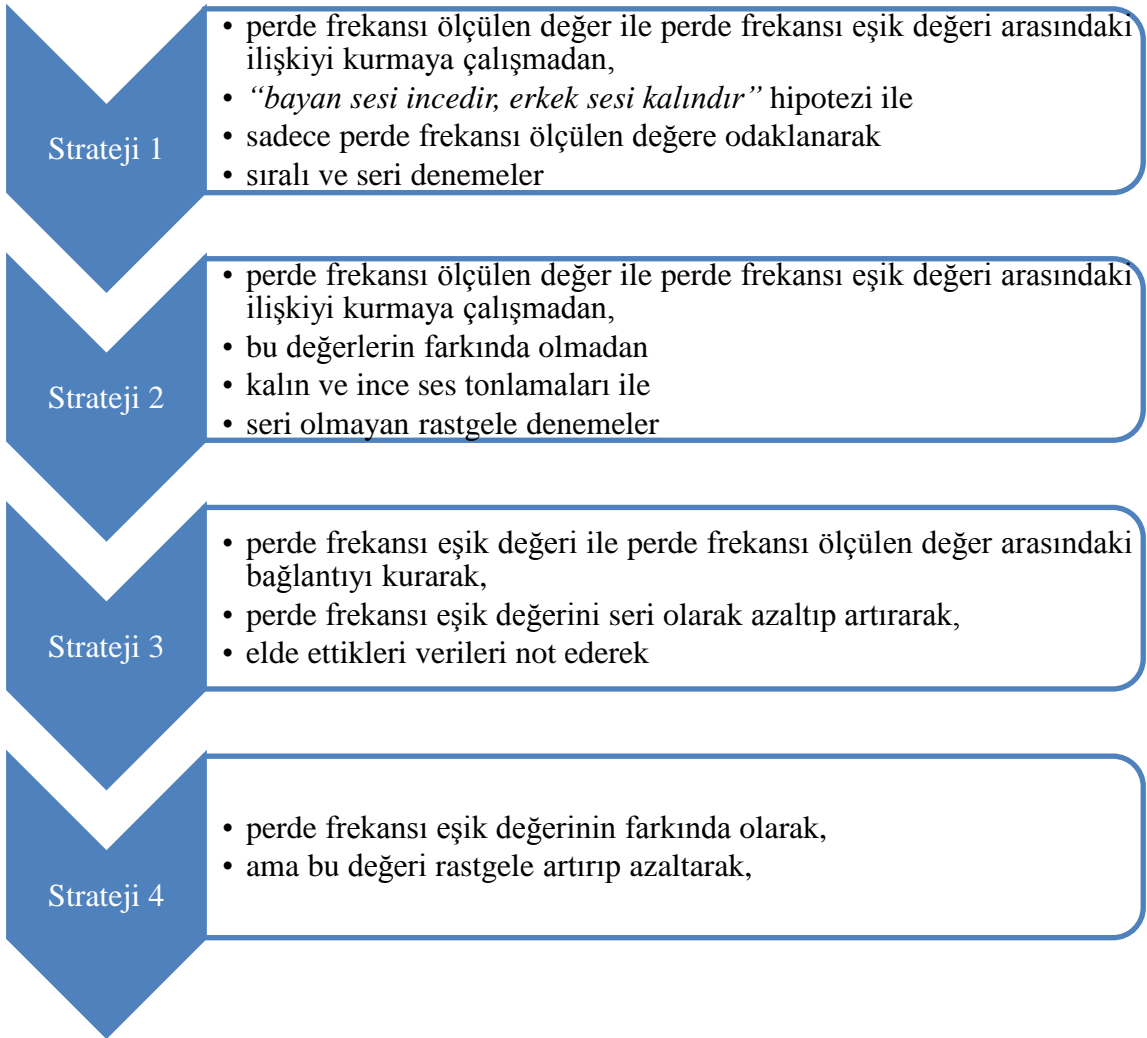 Strateji 1
• perde frekansı ölçülen değer ile perde frekansı eşik değeri arasındaki
ilişkiyi kurmaya çalışmadan,
• “bayan sesi incedir, erkek sesi kalındır” hipotezi ile
• sadece perde frekansı ölçülen değere odaklanarak
• sıralı ve seri denemeler
Strateji 2
• perde frekansı ölçülen değer ile perde frekansı eşik değeri arasındaki
ilişkiyi kurmaya çalışmadan,
• bu değerlerin farkında olmadan
• kalın ve ince ses tonlamaları ile
• seri olmayan rastgele denemeler
Strateji 3
• perde frekansı eşik değeri ile perde frekansı ölçülen değer arasındaki
bağlantıyı kurarak,
• perde frekansı eşik değerini seri olarak azaltıp artırarak,
• elde ettikleri verileri not ederek
Strateji 4
• perde frekansı eşik değerinin farkında olarak,
• ama bu değeri rastgele artırıp azaltarak,